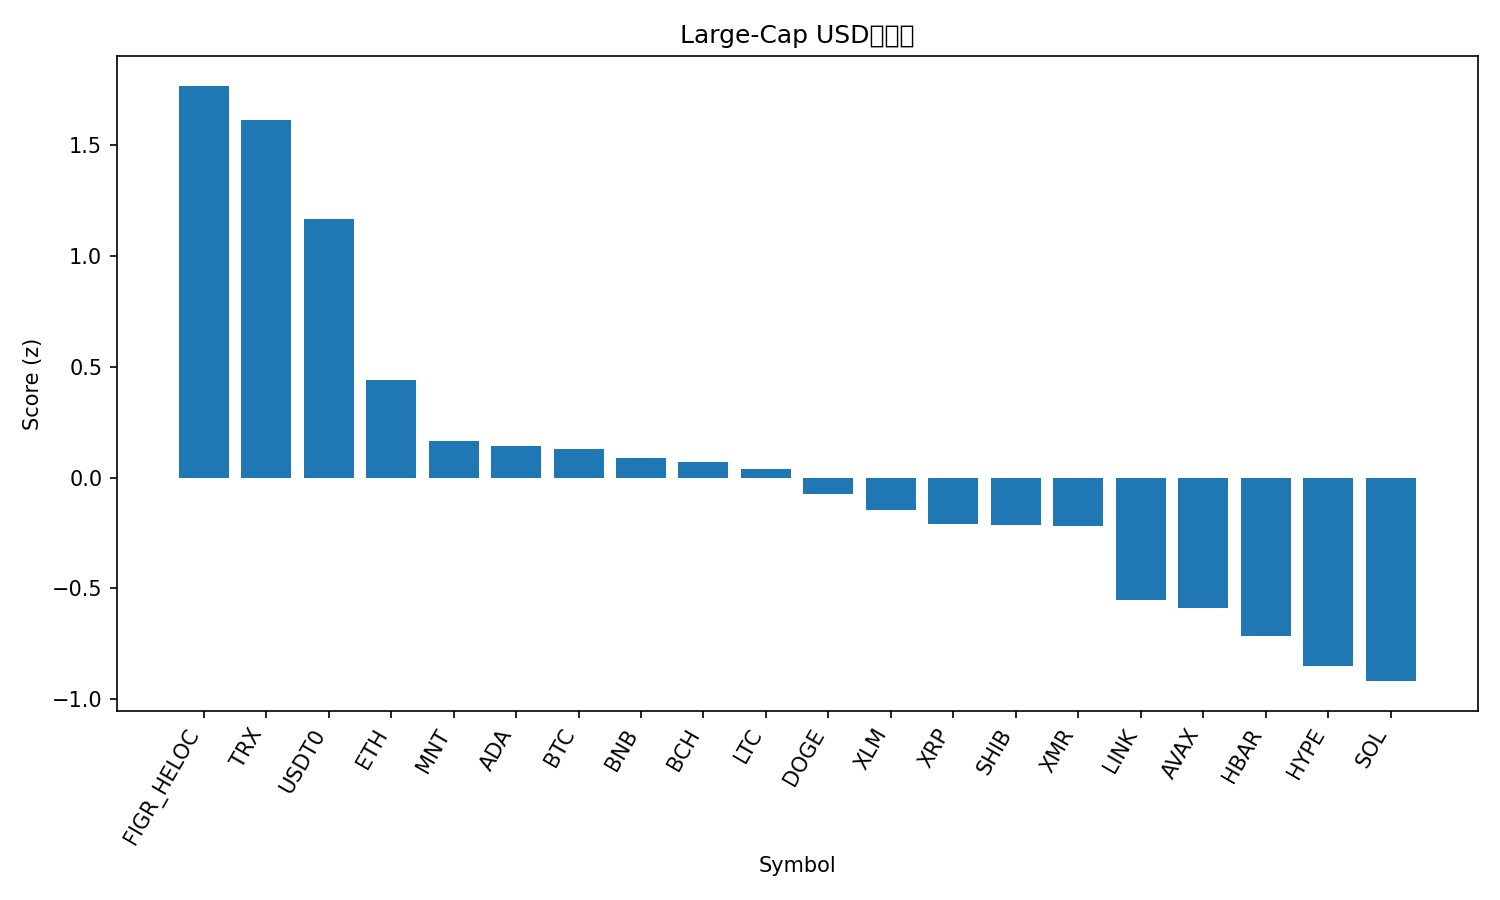 Large-Cap USD
Score (z)
1.5
1.0
0.5
0.0
−0.5
−1.0
FIGR_HELOC
TRX
USDT0
ETH
MNT
ADA
BTC
BNB
BCH
LTC
DOGE
XLM
XRP
SHIB
XMR
LINK
AVAX
HBAR
HYPE
SOL
Symbol